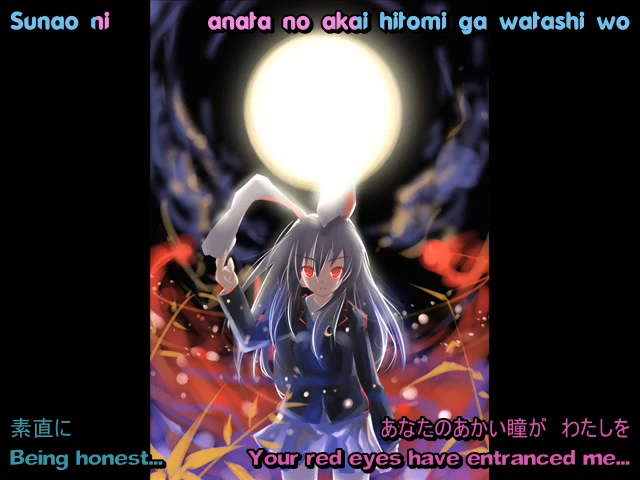 Sunao ni anata no akai hitomi ga watashi wo
素直に あなたのあかい瞳が わたしを
Being honest... Your red eyes have entranced me...